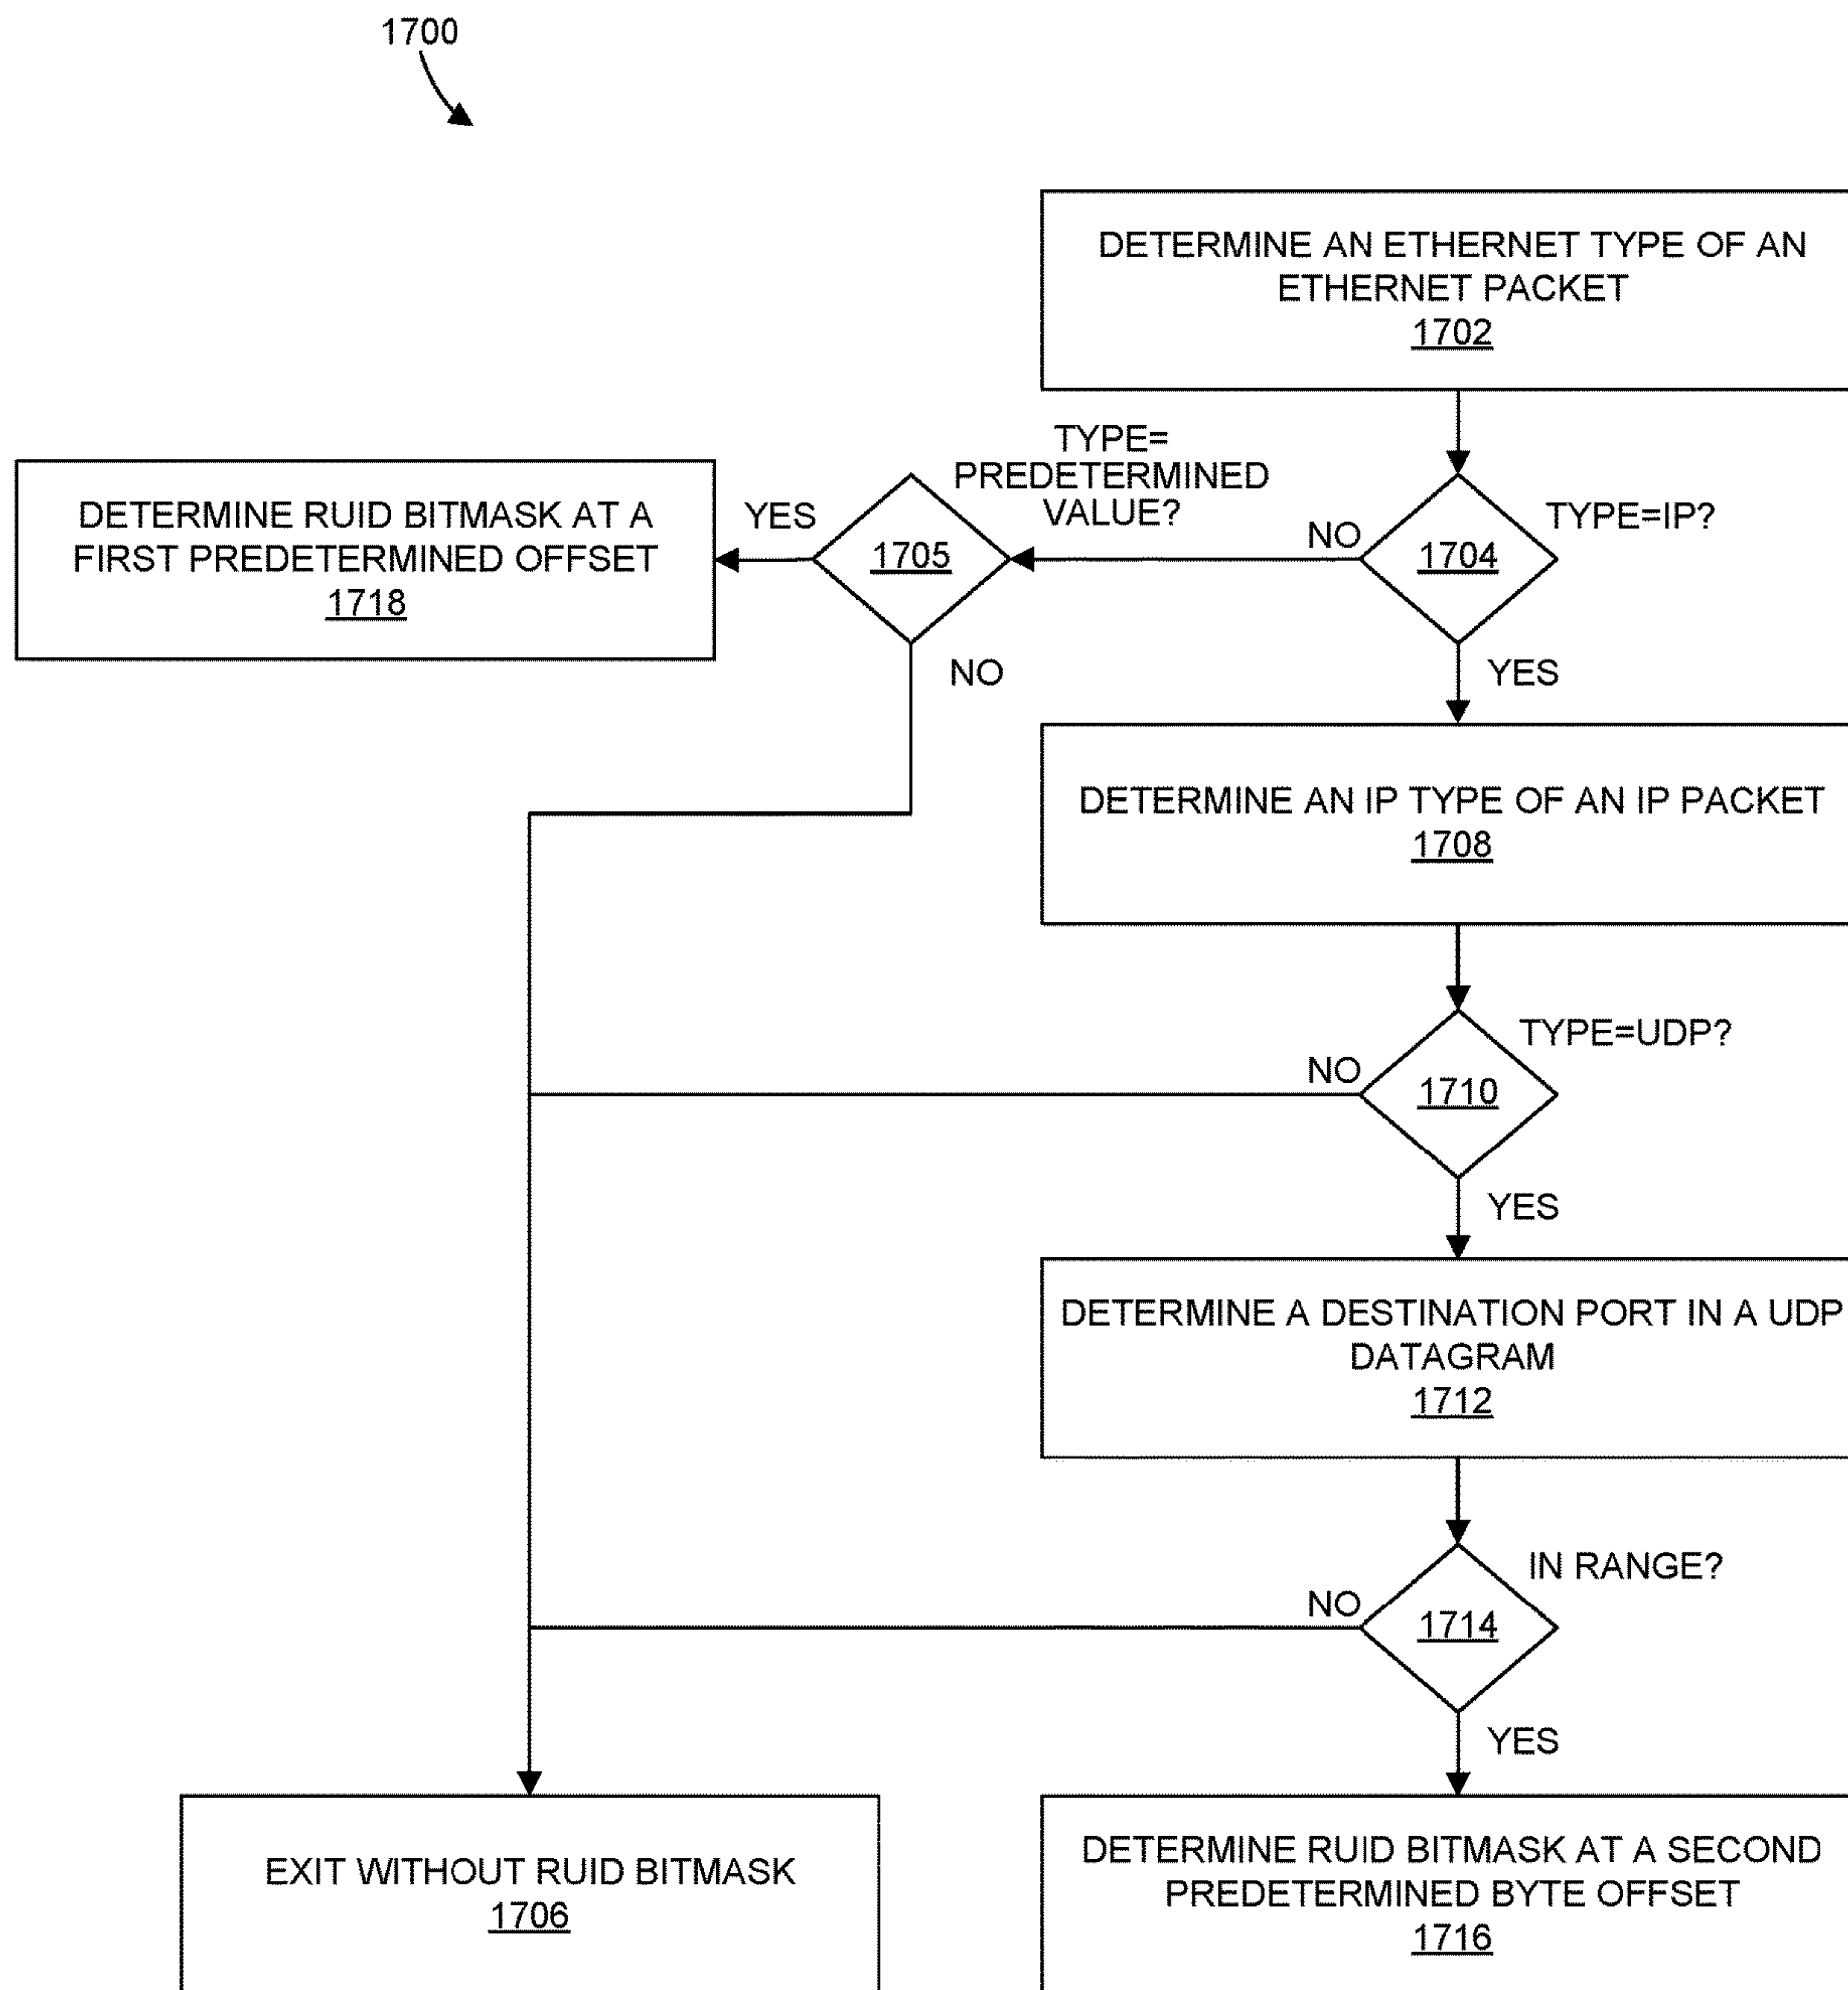 1700
DETERMINE AN ETHERNET TYPE OF AN
ETHERNET PACKET
1702
TYPE=
PREDETERMINED
VALUE?
TYPE=IP?
1704
NO
YES
1705
YES
NO
DETERMINE RUID BITMASK AT A
FIRST PREDETERMINED OFFSET
1718
DETERMINE AN IP TYPE OF AN IP PACKET
1708
TYPE=UDP?
NO
1710
YES
DETERMINE A DESTINATION PORT IN A UDP
DATAGRAM
1712
IN RANGE?
NO
1714
YES
EXIT WITHOUT RUID BITMASK
1706
DETERMINE RUID BITMASK AT A SECOND
PREDETERMINED BYTE OFFSET
1716